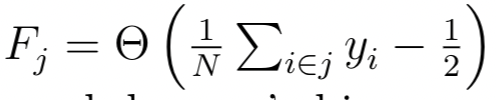 F_j = Θ ( 1/N ∑_{i∈j} y_i − 1/2 )